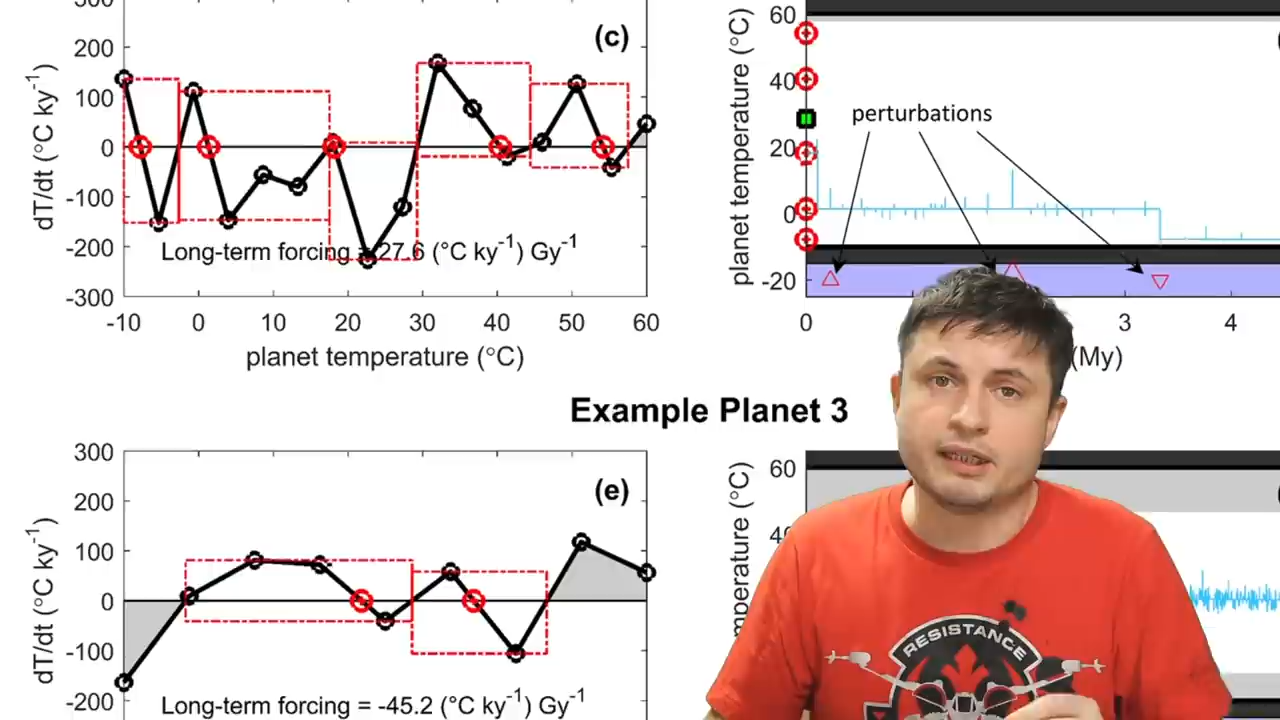 200
100
0
-100
-200
-300
dT/dt (°C ky⁻¹)
(c)
Long-term forcing = 27.6 (°C ky⁻¹) Gy⁻¹
-10 0 10 20 30 40 50 60
planet temperature (°C)
60
40
20
0
-20
planet temperature (°C)
perturbations
0 3 4
(My)
Example Planet 3
300
200
100
0
-100
-200
dT/dt (°C ky⁻¹)
(e)
Long-term forcing = -45.2 (°C ky⁻¹) Gy⁻¹
60
(°C)
RESISTANCE